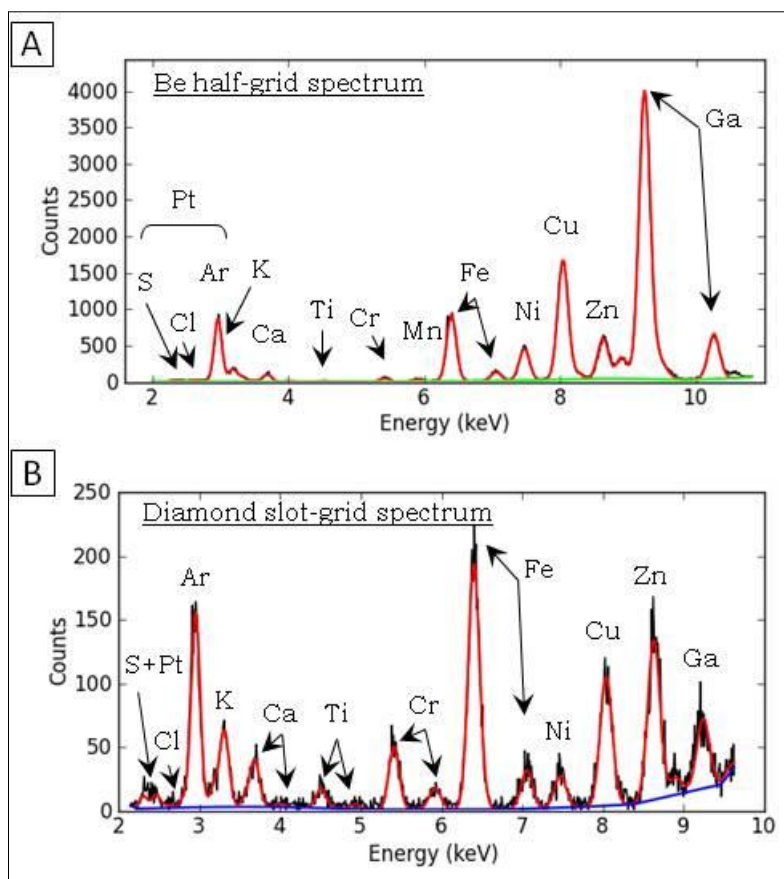 A
Be half-grid spectrum
4000
3500
3000
2500
2000
1500
1000
500
0
Counts
Pt
S
Cl
Ar
K
Ca
Ti
Cr
Mn
Fe
Ni
Cu
Zn
Ga
2 4 6 8 10
Energy (keV)
B
Diamond slot-grid spectrum
250
200
150
100
50
0
Counts
S+Pt
Cl
Ar
K
Ca
Ti
Cr
Fe
Ni
Cu
Zn
Ga
2 3 4 5 6 7 8 9 10
Energy (keV)